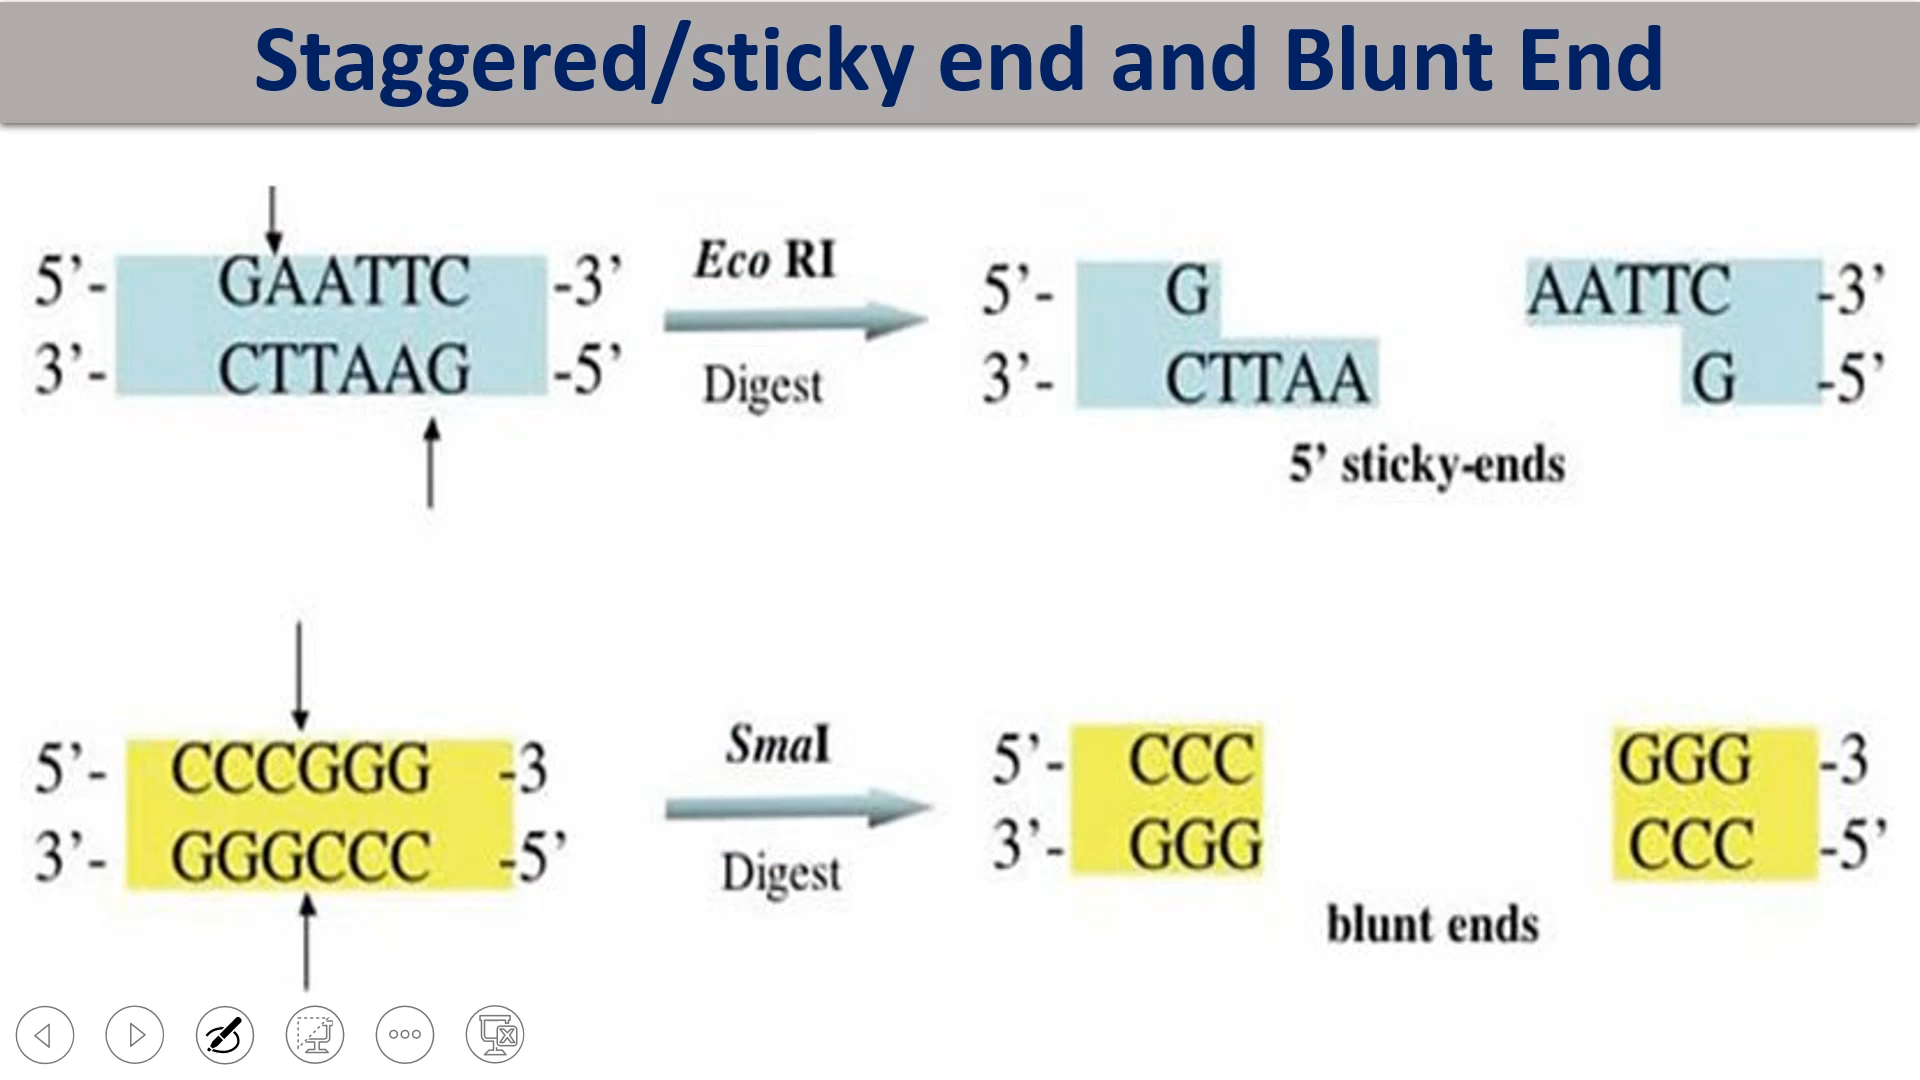 Staggered/sticky end and Blunt End
5’- GAATTC -3’
3’- CTTAAG -5’
Eco RI
Digest
5’- G AATTC -3’
3’- CTTAA G -5’
5’ sticky-ends
5’- CCCGGG -3
3’- GGGCCC -5’
SmaI
Digest
5’- CCC GGG -3
3’- GGG CCC -5’
blunt ends